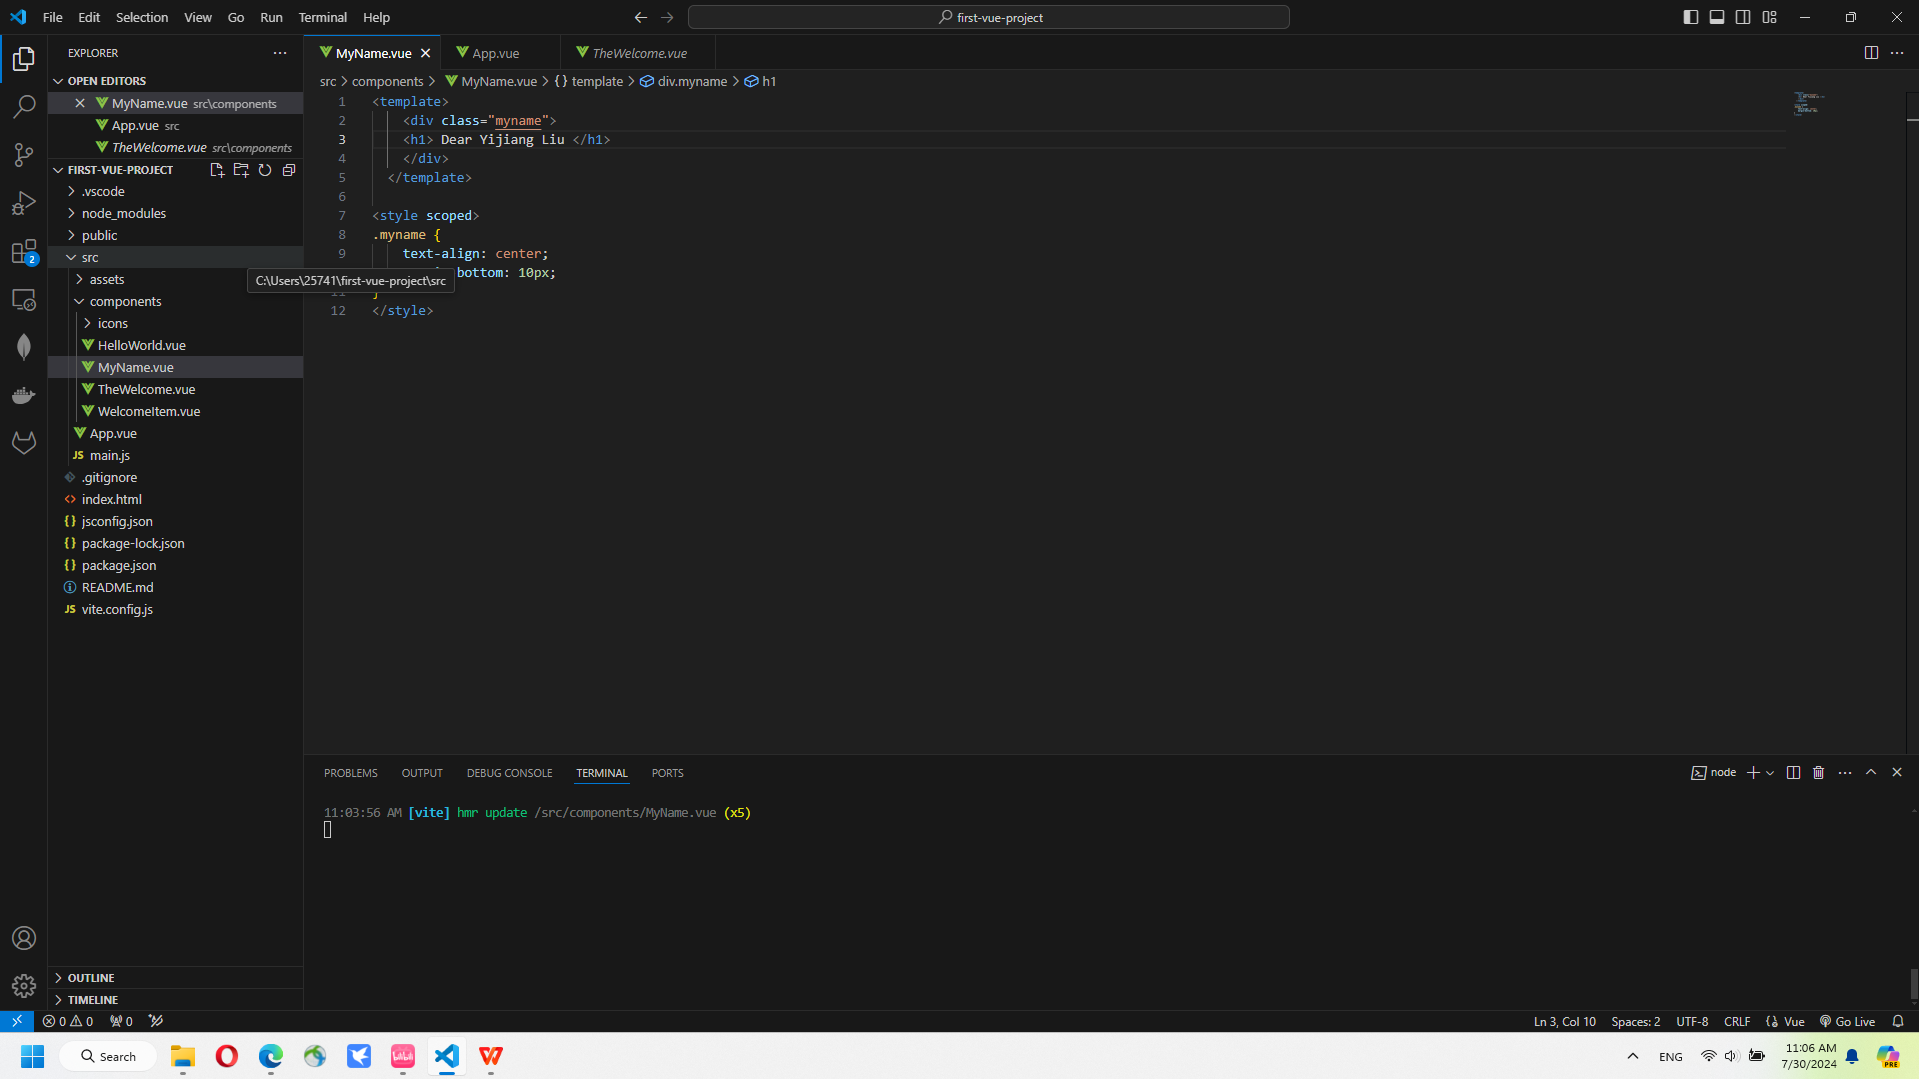 File Edit Selection View Go Run Terminal Help
first-vue-project
EXPLORER
OPEN EDITORS
MyName.vue src\components
App.vue src
TheWelcome.vue src\components
FIRST-VUE-PROJECT
.vscode
node_modules
public
src
assets
components
icons
HelloWorld.vue
MyName.vue
TheWelcome.vue
WelcomeItem.vue
App.vue
JS main.js
.gitignore
<> index.html
{} jsconfig.json
{} package-lock.json
{} package.json
README.md
JS vite.config.js
OUTLINE
TIMELINE
C:\Users\25741\first-vue-project\src
MyName.vue App.vue TheWelcome.vue
src > components > MyName.vue > {} template > div.myname > h1
1 <template>
2 <div class="myname">
3 <h1> Dear Yijiang Liu </h1>
4 </div>
5 </template>
6
7 <style scoped>
8 .myname {
9 text-align: center;
bottom: 10px;
11 }
12 </style>
PROBLEMS OUTPUT DEBUG CONSOLE TERMINAL PORTS
node
11:03:56 AM [vite] hmr update /src/components/MyName.vue (x5)
2
0 0 0
Ln 3, Col 10 Spaces: 2 UTF-8 CRLF {} Vue Go Live
Search
bilibili
ENG
11:06 AM
7/30/2024
PRE